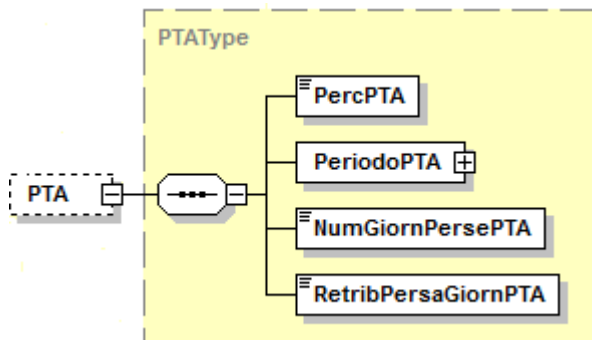 PTAType
PercPTA
PeriodoPTA
PTA
NumGiornPersePTA
RetribPersaGiornPTA